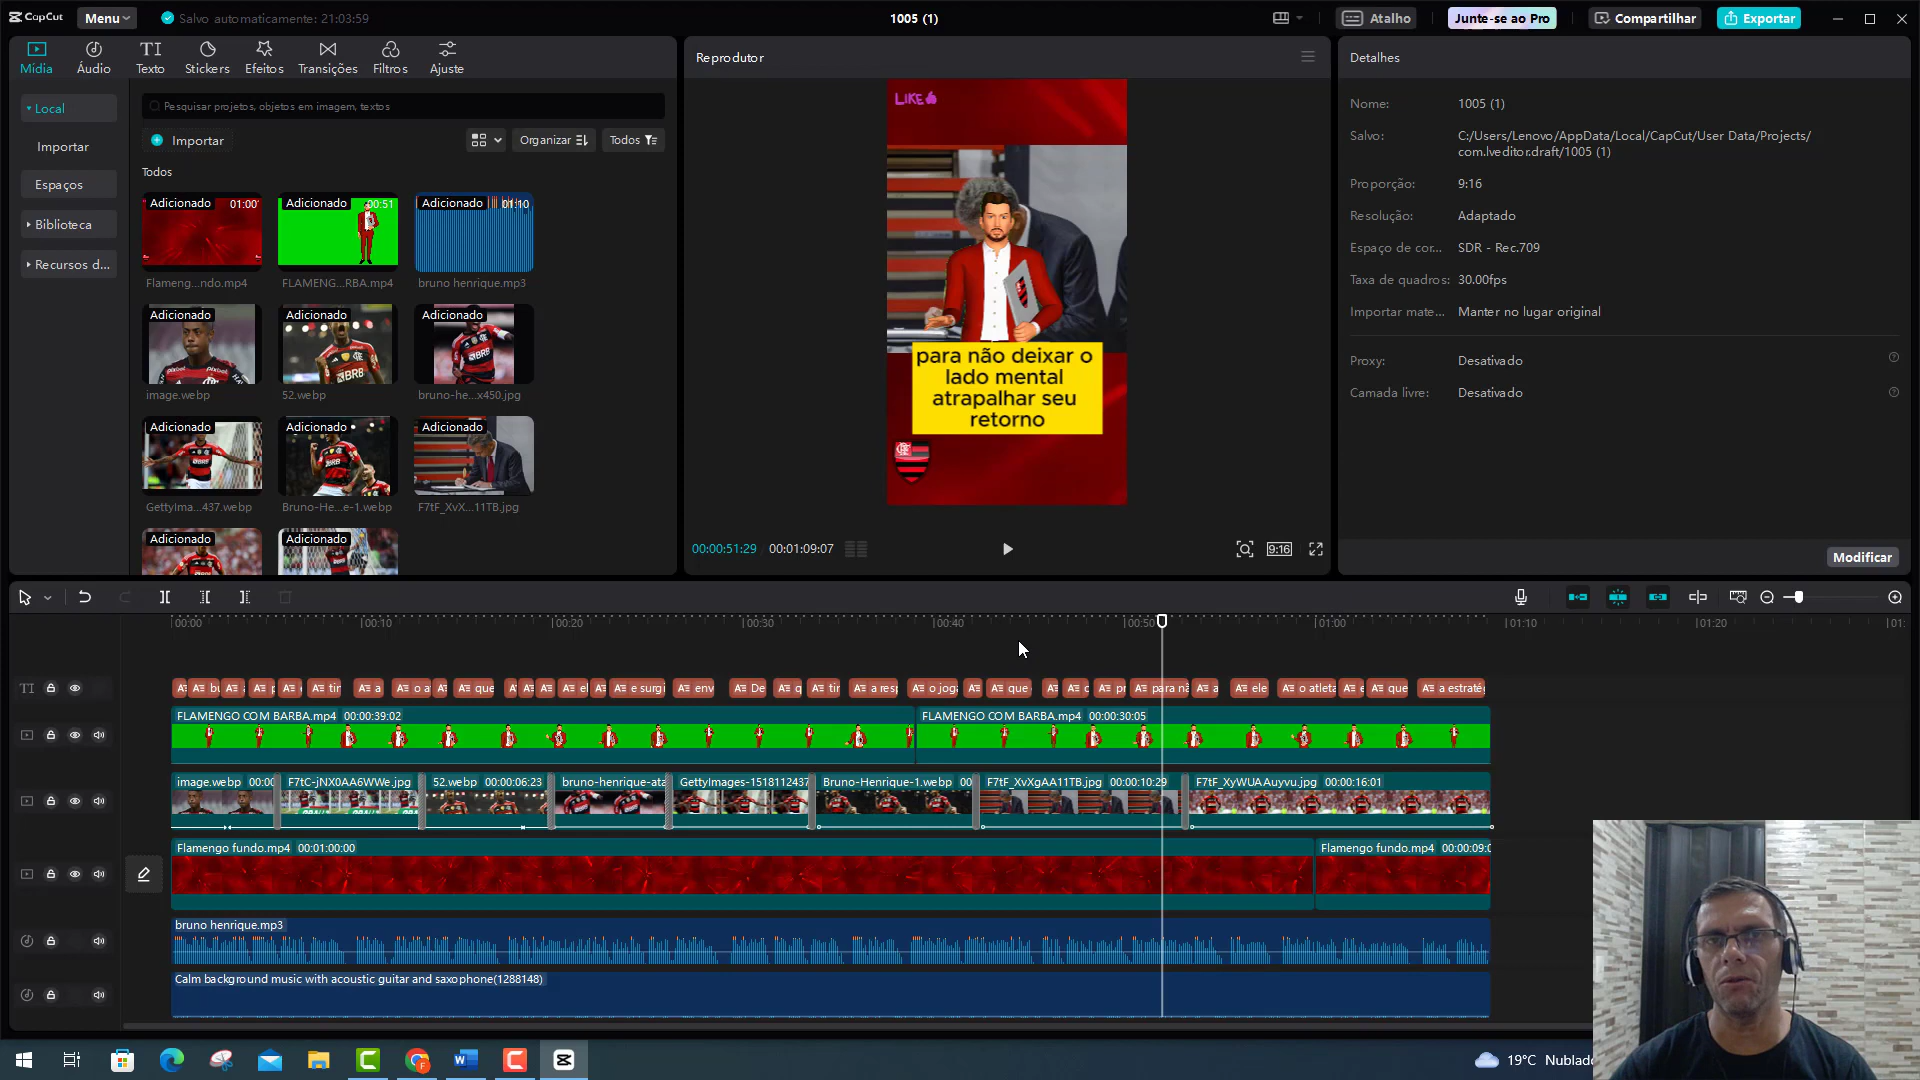 CapCut
Menu
Salvo automaticamente: 21:03:59
1005 (1)
Atalho
Junte-se ao Pro
Compartilhar
Exportar
Mídia
Áudio
Texto
Stickers
Efeitos
Transições
Filtros
Ajuste
Local
Importar
Espaços
Biblioteca
Recursos d...
Pesquisar projetos, objetos em imagem, textos
Importar
Organizar
Todos
Todos
Adicionado 01:00
Adicionado 00:51
Adicionado 01:10
Flameng...ndo.mp4
FLAMENG...RBA.mp4
bruno henrique.mp3
Adicionado
Adicionado
Adicionado
image.webp
52.webp
bruno-he...x450.jpg
Adicionado
Adicionado
Adicionado
GettyIma...437.webp
Bruno-He...e-1.webp
F7tF_XvX...11TB.jpg
Adicionado
Adicionado
Reprodutor
LIKE
para não deixar o
lado mental
atrapalhar seu
retorno
00:00:51:29
00:01:09:07
9:16
Detalhes
Nome: 1005 (1)
Salvo: C:/Users/Lenovo/AppData/Local/CapCut/User Data/Projects/
com.lveditor.draft/1005 (1)
Proporção: 9:16
Resolução: Adaptado
Espaço de cor... SDR - Rec.709
Taxa de quadros: 30.00fps
Importar mate... Manter no lugar original
Proxy: Desativado
Camada livre: Desativado
Modificar
00:00 00:10 00:20 00:30 00:40 00:50 01:00 01:10 01:20
FLAMENGO COM BARBA.mp4 00:00:39:02
FLAMENGO COM BARBA.mp4 00:00:30:05
image.webp
F7tC-jNX0AA6WWe.jpg
52.webp 00:00:06:23
bruno-henrique-ata
GettyImages-1518112437
Bruno-Henrique-1.webp
F7tF_XvXgAA11TB.jpg 00:00:10:29
F7tF_XyWUAAuyvu.jpg 00:00:16:01
Flamengo fundo.mp4 00:01:00:00
Flamengo fundo.mp4
bruno henrique.mp3
Calm background music with acoustic guitar and saxophone(1288148)
19°C